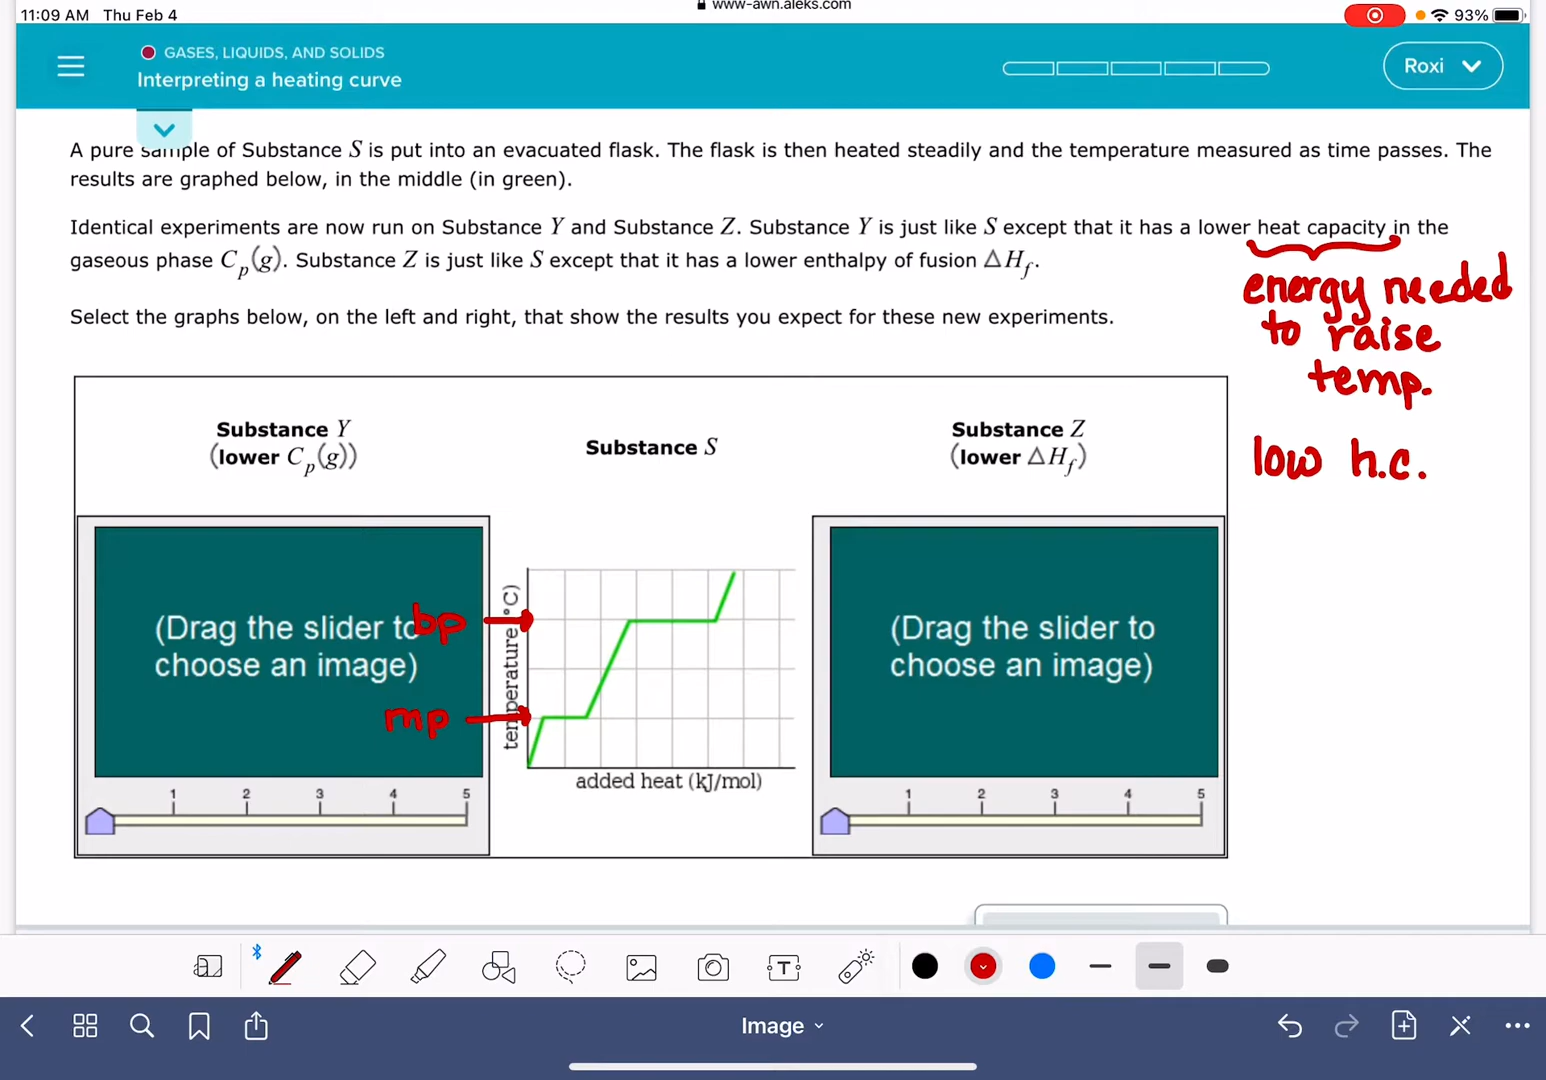 11:09 AM Thu Feb 4
www-awn.aleks.com
93%
GASES, LIQUIDS, AND SOLIDS
Interpreting a heating curve
Roxi
A pure sample of Substance S is put into an evacuated flask. The flask is then heated steadily and the temperature measured as time passes. The
results are graphed below, in the middle (in green).
Identical experiments are now run on Substance Y and Substance Z. Substance Y is just like S except that it has a lower heat capacity in the
gaseous phase Cp(g). Substance Z is just like S except that it has a lower enthalpy of fusion ΔHf.
energy needed
to raise
temp.
low h.c.
Select the graphs below, on the left and right, that show the results you expect for these new experiments.
Substance Y
(lower Cp(g))
Substance S
Substance Z
(lower ΔHf)
(Drag the slider to
choose an image)
1 2 3 4 5
bp
mp
temperature (°C)
added heat (kJ/mol)
(Drag the slider to
choose an image)
1 2 3 4 5
a
T
Image